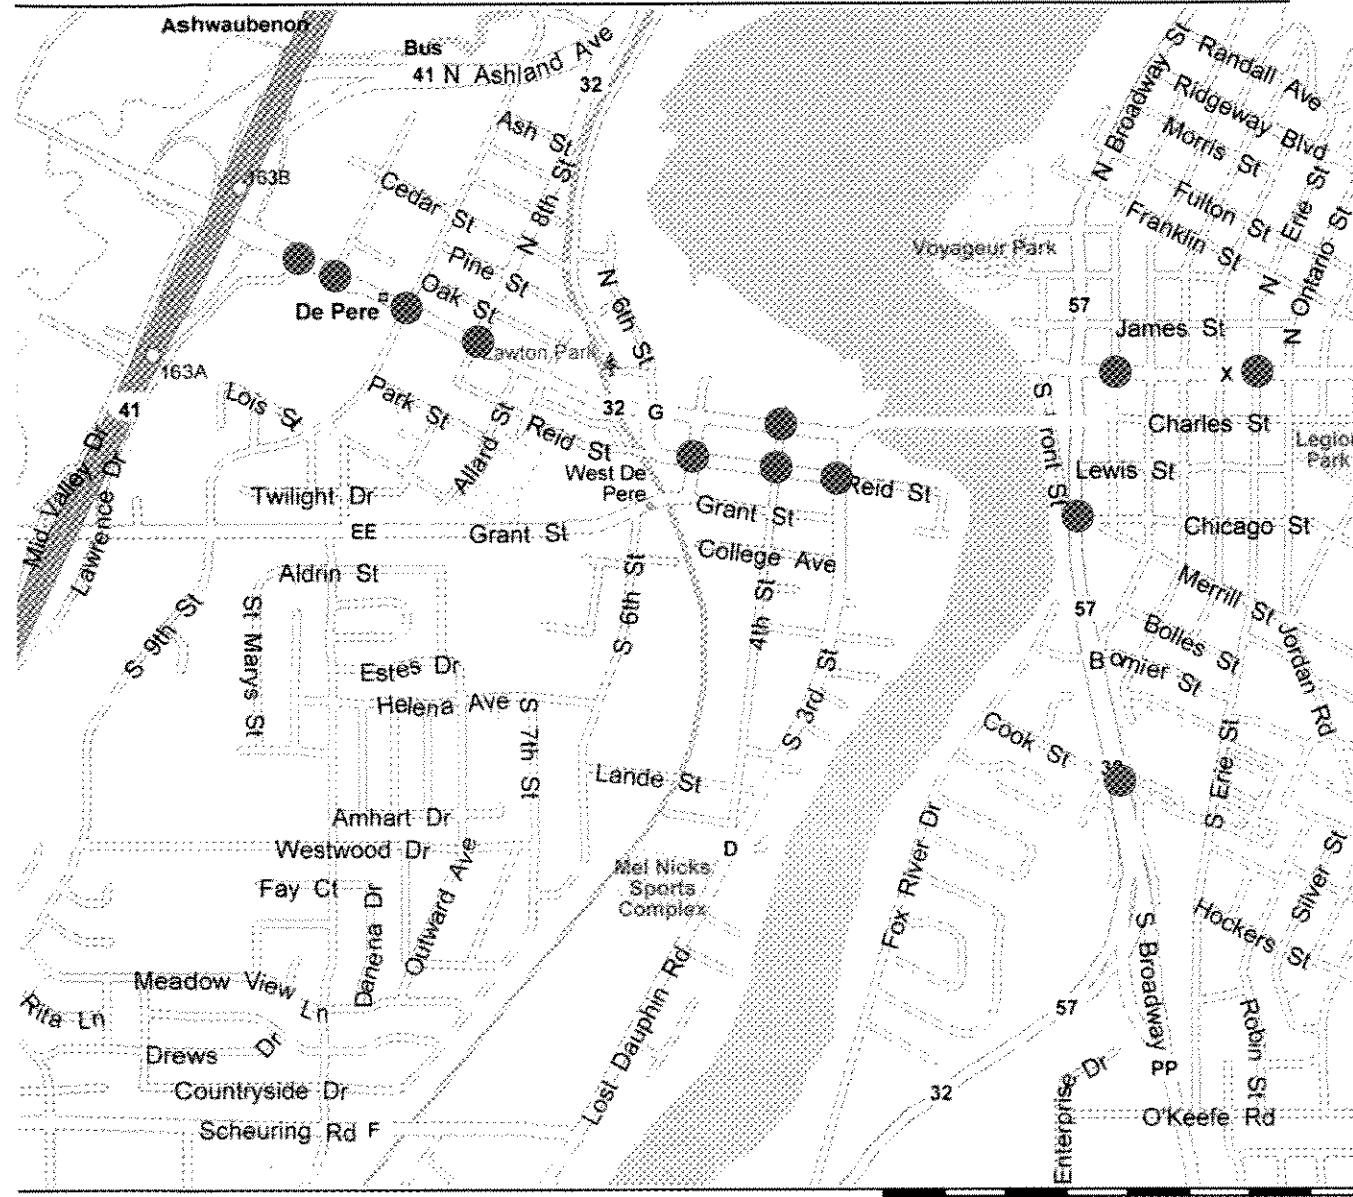 Ashwaubenon
Bus
41 N Ashland Ave
32
Ash St
163B
Cedar St
N 8th St
Pine St
Oak St
De Pere
N 6th St
Lawton Park
163A
41
Lois St
Park St
Allard St
Reid St
32
G
West De
Pere
Reid St
Grant St
College Ave
Mid Valley Dr
Lawrence Dr
Twilight Dr
EE
Grant St
Aldrin St
S 9th St
St Marys St
S 6th St
4th St
S 3rd St
Estes Dr
Helena Ave
S 7th St
Lande St
Amhart Dr
Westwood Dr
D
Mel Nicks
Sports
Complex
Fay Ct
Danena Dr
Outward Ave
Meadow View Ln
Rita Ln
Drews Dr
Countryside Dr
Scheuring Rd F
Lost Dauphin Rd
N Broadway St
Randall Ave
Ridgeway Blvd
Morris St
Fulton St
Franklin St
N Erie St
N Ontario St
Voyageur Park
57
James St
X
Charles St
S ront St
Legion
Park
Lewis St
Chicago St
57
Merrill St
Jordan Rd
Bolles St
Bomier St
Cook St
S Erie St
Fox River Dr
Silver St
Hockers St
S Broadway
57
32
Robin St
PP
Enterprise Dr
O'Keefe Rd